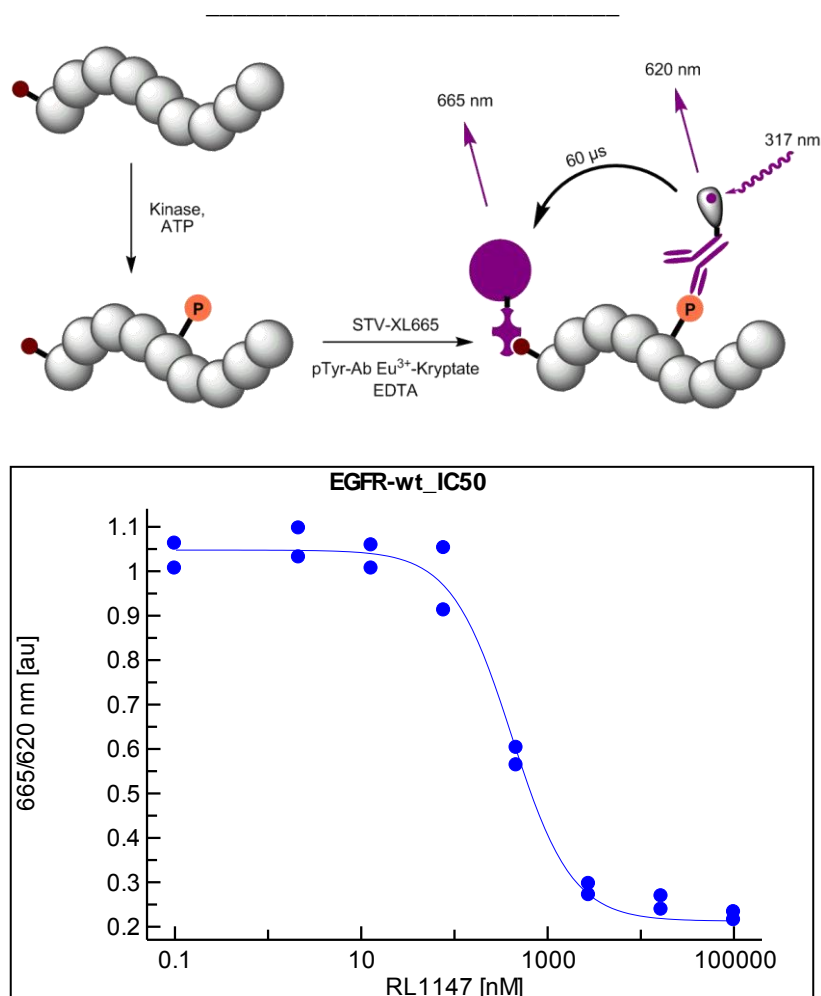 620 nm
665 nm
317 nm
60 µs
Kinase,
ATP
P
P
STV-XL665
pTyr-Ab Eu³⁺-Kryptate
EDTA
EGFR-wt_IC50
1.1
1
0.9
0.8
0.7
0.6
0.5
0.4
0.3
0.2
665/620 nm [au]
0.1 10 1000 100000
RL1147 [nM]